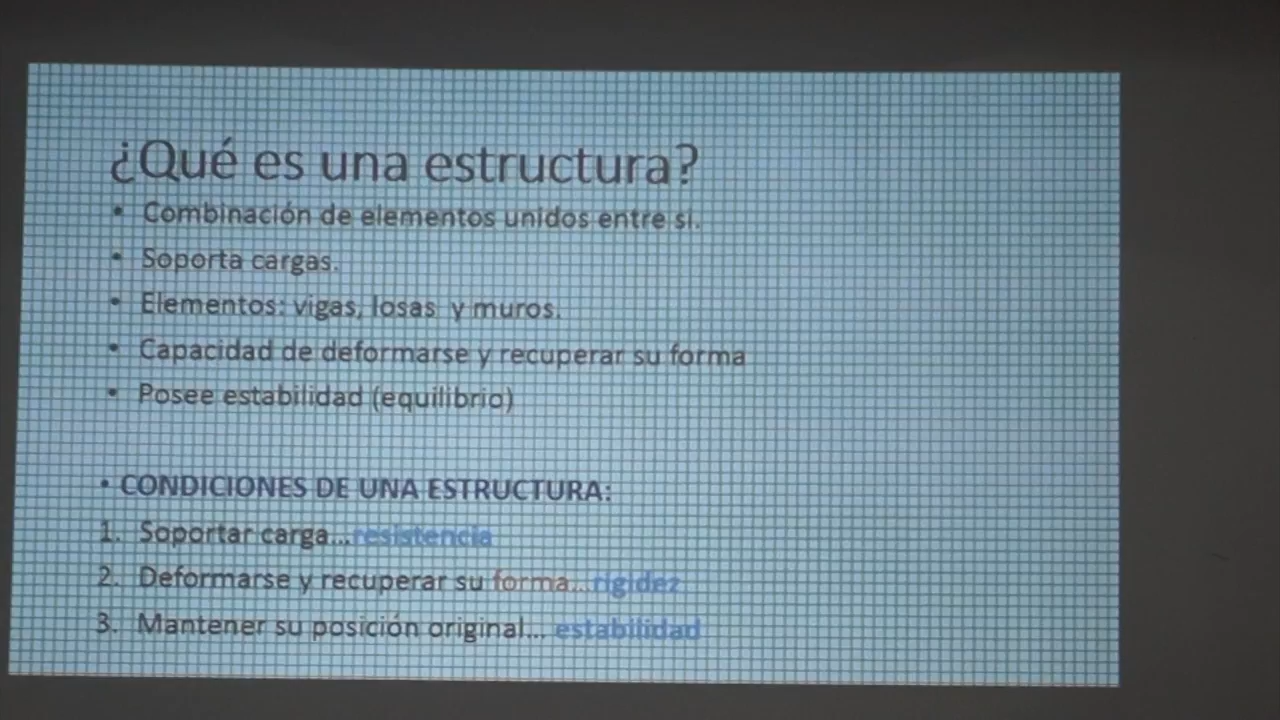 ¿Qué es una estructura?
• Combinación de elementos unidos entre si.
• Soporta cargas.
• Elementos: vigas, losas y muros.
• Capacidad de deformarse y recuperar su forma
• Posee estabilidad (equilibrio)
• CONDICIONES DE UNA ESTRUCTURA:
1. Soportar carga...resistencia
2. Deformarse y recuperar su forma... rigidez
3. Mantener su posición original... estabilidad